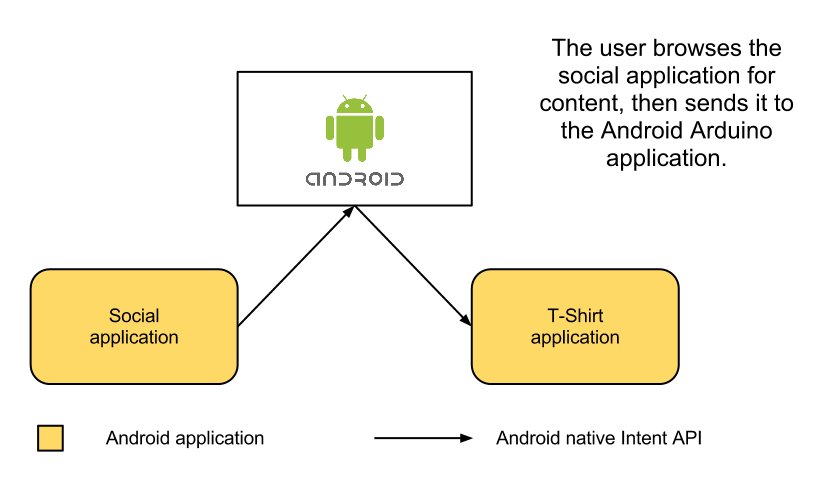 The user browses the
social application for
content, then sends it to
the Android Arduino
application.
ANDROID
Social
application
T-Shirt
application
Android application
Android native Intent API